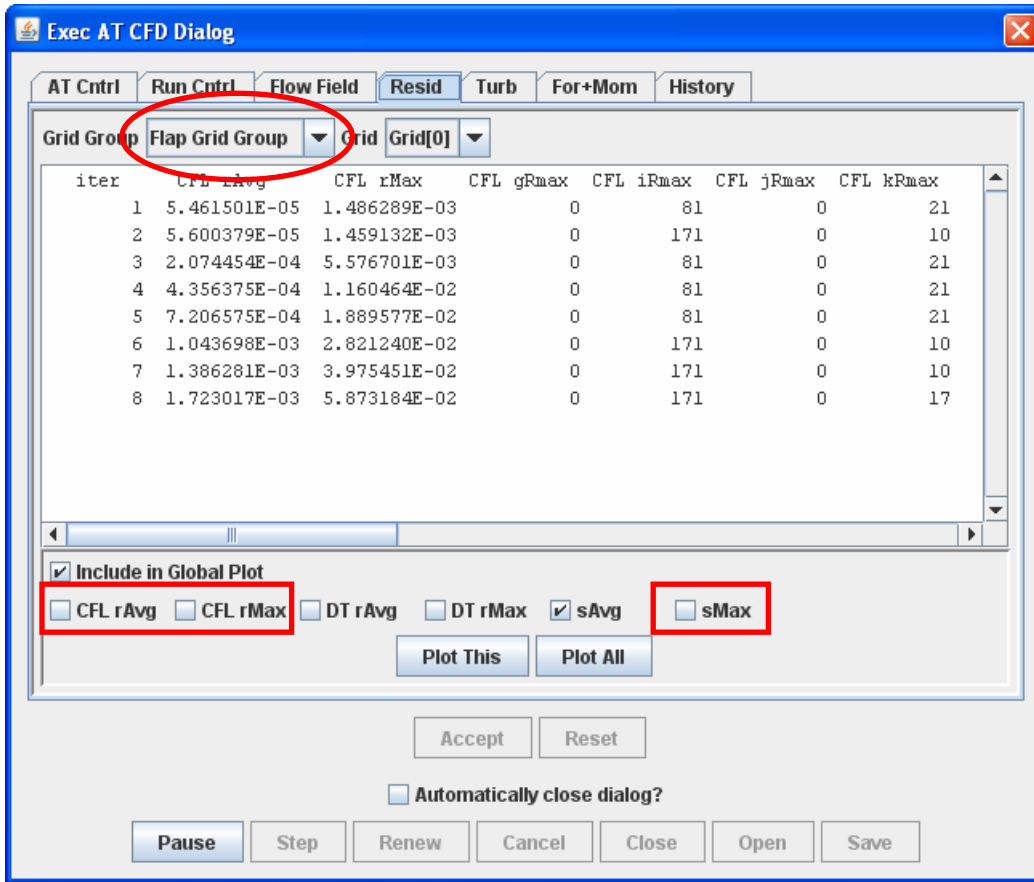 Exec AT CFD Dialog
AT Cntrl Run Cntrl Flow Field Resid Turb For+Mom History
Grid Group Flap Grid Group Grid Grid[0]
iter CFL rAvg CFL rMax CFL gRmax CFL iRmax CFL jRmax CFL kRmax
1 5.461501E-05 1.486289E-03 0 81 0 21
2 5.600379E-05 1.459132E-03 0 171 0 10
3 2.074454E-04 5.576701E-03 0 81 0 21
4 4.356375E-04 1.160464E-02 0 81 0 21
5 7.206575E-04 1.889577E-02 0 81 0 21
6 1.043698E-03 2.821240E-02 0 171 0 10
7 1.386281E-03 3.975451E-02 0 171 0 10
8 1.723017E-03 5.873184E-02 0 171 0 17
Include in Global Plot
CFL rAvg CFL rMax DT rAvg DT rMax sAvg sMax
Plot This Plot All
Accept Reset
Automatically close dialog?
Pause Step Renew Cancel Close Open Save